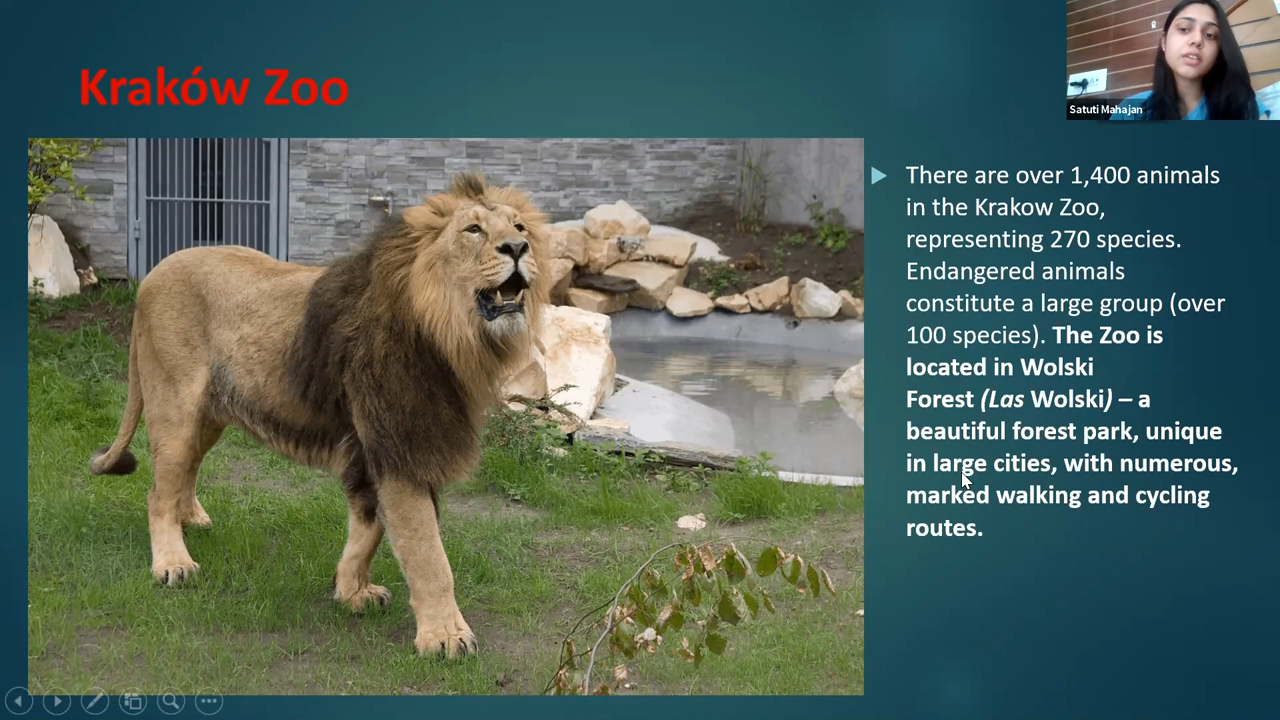 Kraków Zoo
Satuti Mahajan
There are over 1,400 animals
in the Krakow Zoo,
representing 270 species.
Endangered animals
constitute a large group (over
100 species). The Zoo is
located in Wolski
Forest (Las Wolski) – a
beautiful forest park, unique
in large cities, with numerous,
marked walking and cycling
routes.